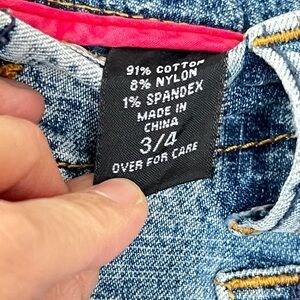 91% COTTON
8% NYLON
1% SPANDEX
MADE IN
CHINA
3/4
OVER FOR CARE